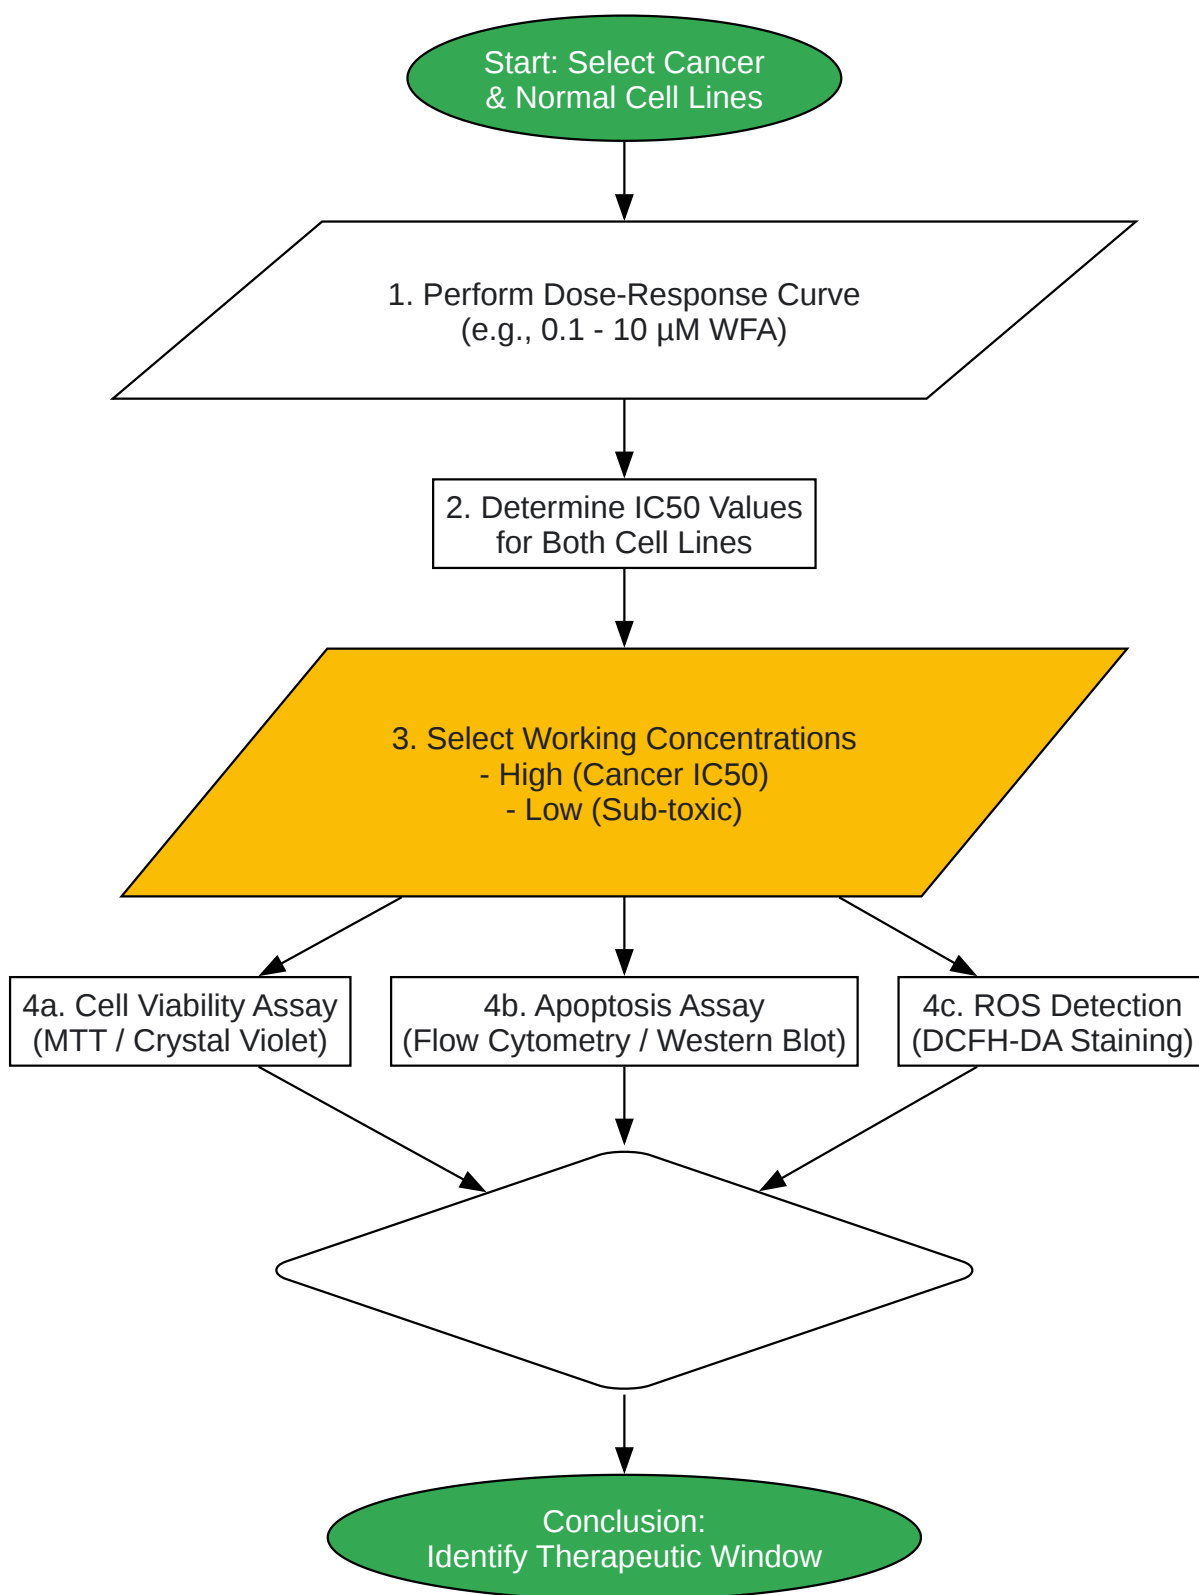 Start: Select Cancer
& Normal Cell Lines
1. Perform Dose-Response Curve
(e.g., 0.1 - 10 µM WFA)
2. Determine IC50 Values
for Both Cell Lines
3. Select Working Concentrations
- High (Cancer IC50)
- Low (Sub-toxic)
4a. Cell Viability Assay
(MTT / Crystal Violet)
4b. Apoptosis Assay
(Flow Cytometry / Western Blot)
4c. ROS Detection
(DCFH-DA Staining)
Conclusion:
Identify Therapeutic Window